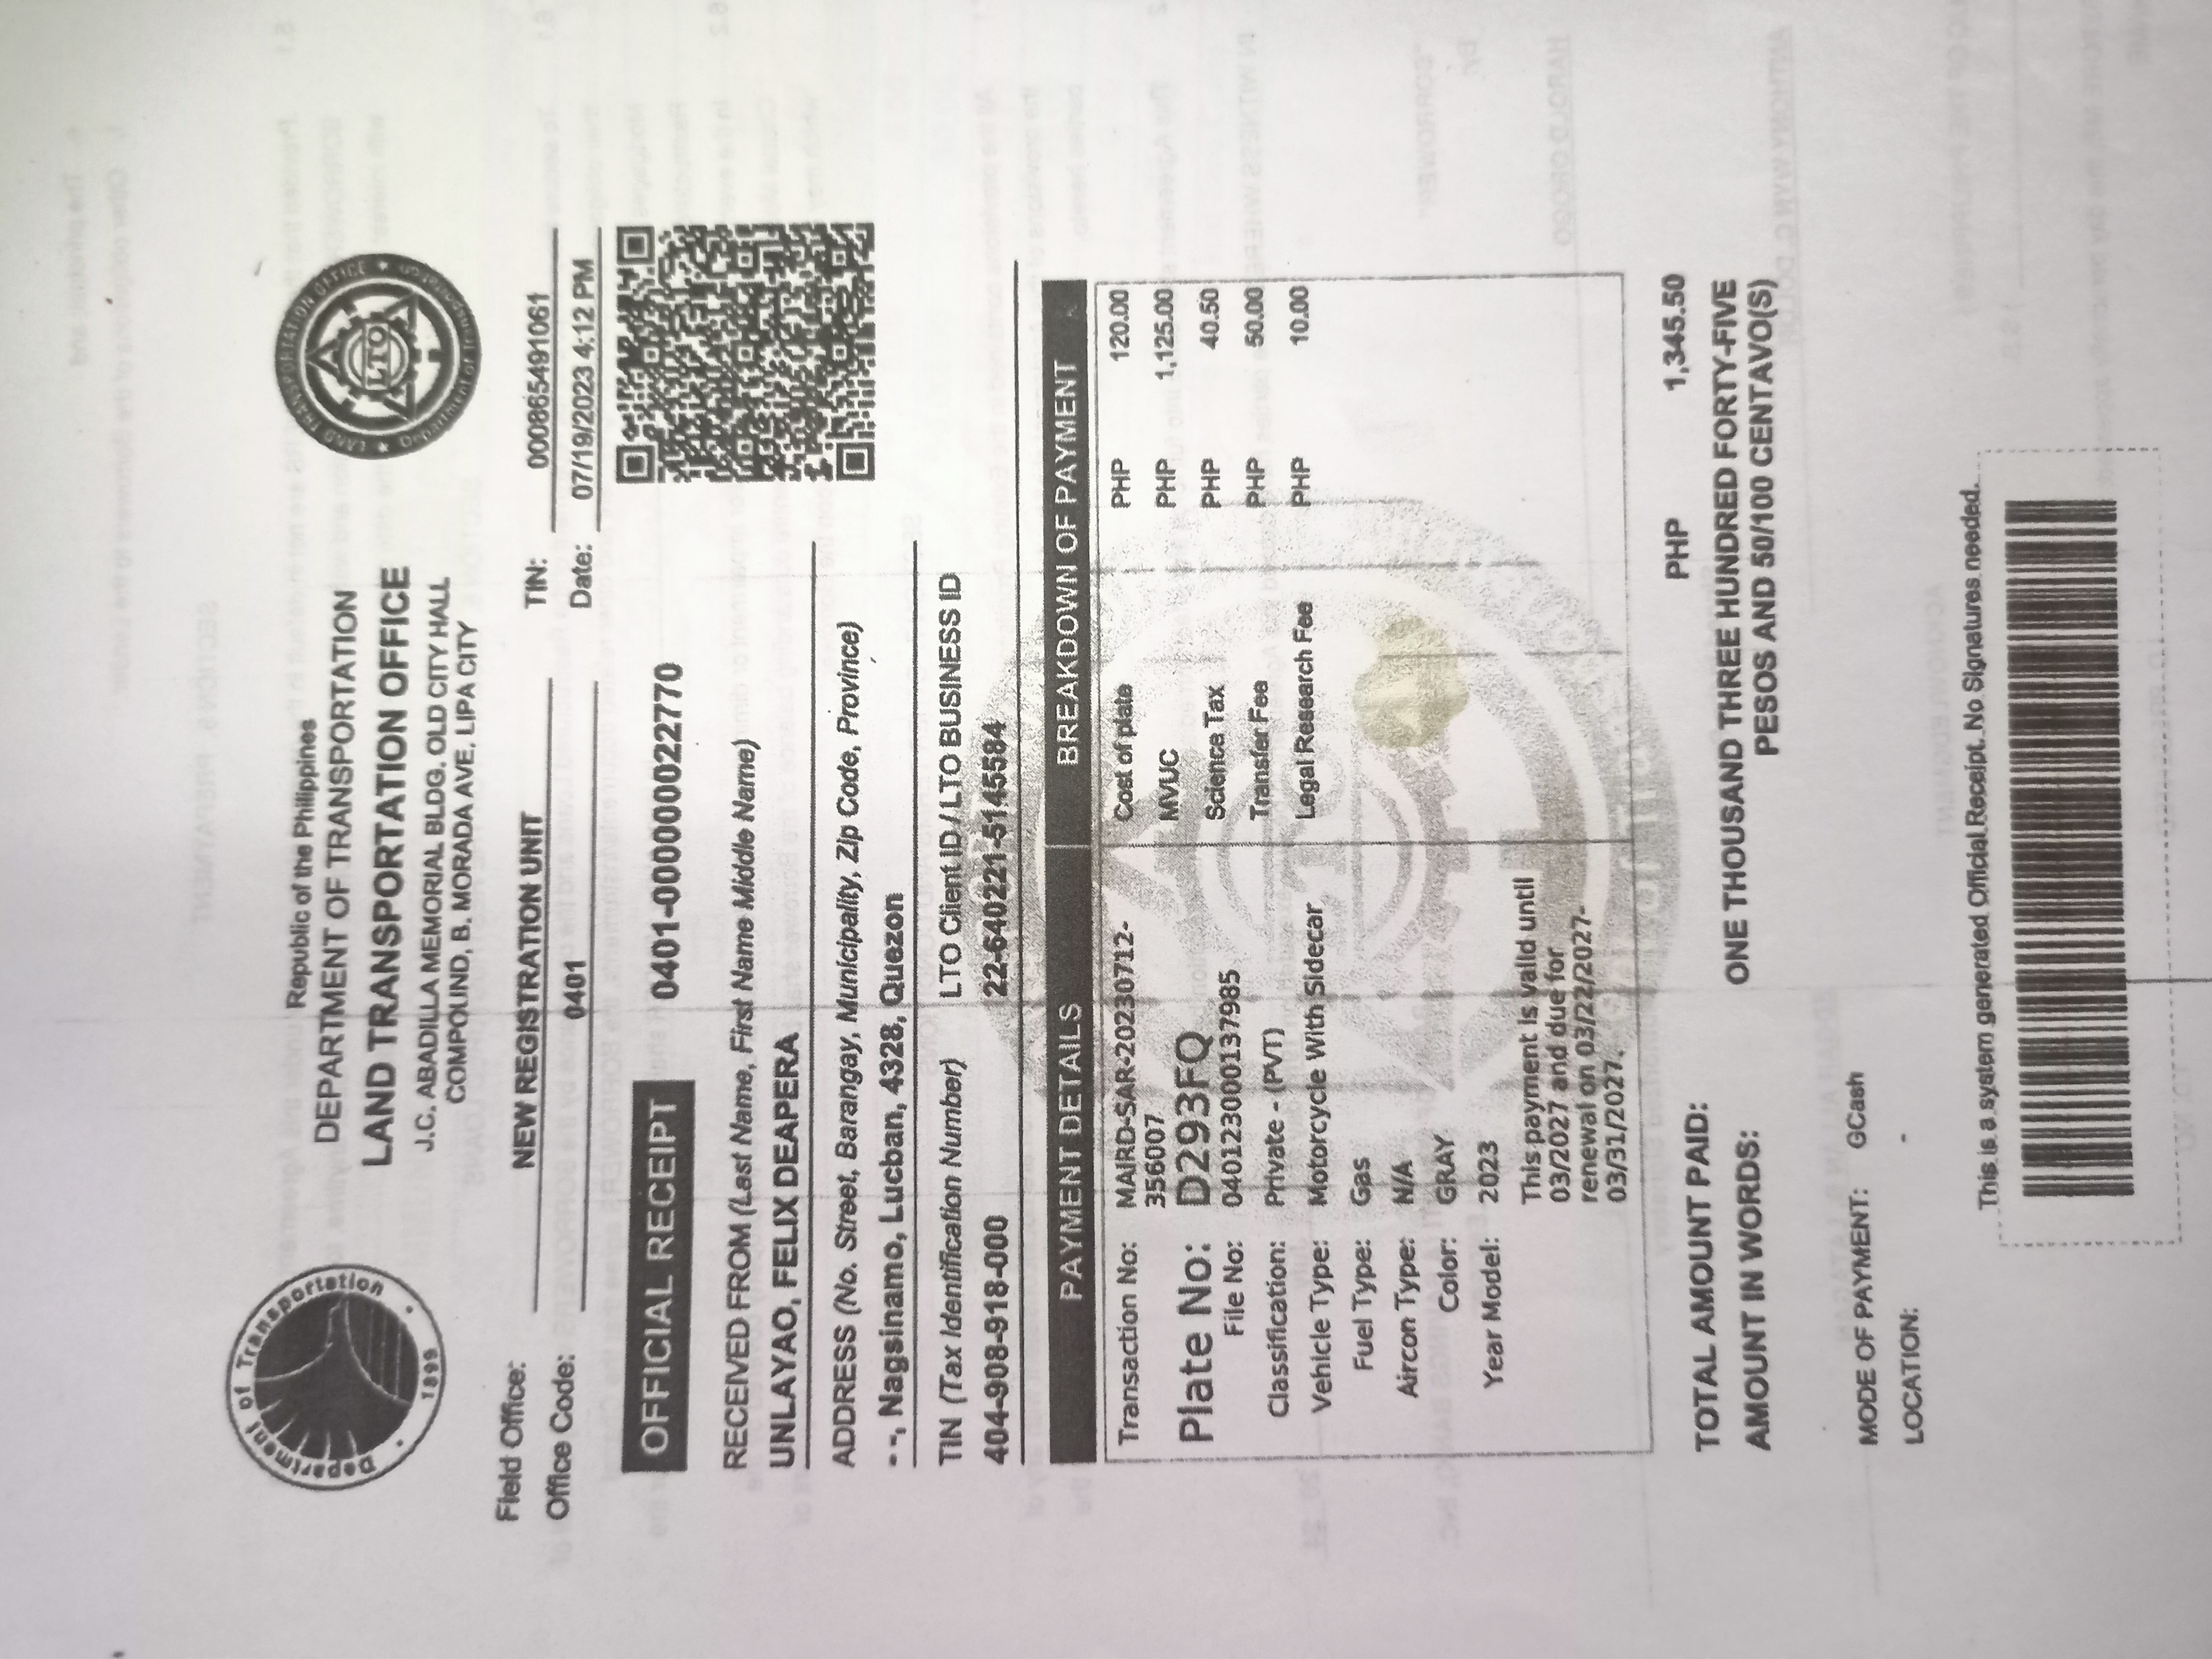 Department of Transportation
1899
Republic of the Philippines
DEPARTMENT OF TRANSPORTATION
LAND TRANSPORTATION OFFICE
J.C. ABADILLA MEMORIAL BLDG. OLD CITY HALL
COMPOUND, B. MORADA AVE. LIPA CITY
LAND TRANSPORTATION OFFICE
LTO
Department of Transportation
Field Office: NEW REGISTRATION UNIT TIN: 000865491061
Office Code: 0401 Date: 07/19/2023 4:12 PM
OFFICIAL RECEIPT 0401-000000022770
RECEIVED FROM (Last Name, First Name Middle Name)
UNLAYAO, FELIX DEAPERA
ADDRESS (No. Street, Barangay, Municipality, Zip Code, Province)
- -, Nagsinamo, Lucban, 4328, Quezon
TIN (Tax Identification Number) LTO Client ID / LTO BUSINESS ID
404-908-918-000 22-640221-5145584
PAYMENT DETAILS BREAKDOWN OF PAYMENT
Transaction No: MAIRD-SAR-20230712-
356007
Plate No: D293FQ
File No: 040123000137985
Classification: Private - (PVT)
Vehicle Type: Motorcycle With Sidecar
Fuel Type: Gas
Aircon Type: N/A
Color: GRAY
Year Model: 2023
This payment is valid until
03/2027 and due for
renewal on 03/22/2027-
03/31/2027.
Cost of plate PHP 120.00
MVUC PHP 1,125.00
Science Tax PHP 40.50
Transfer Fee PHP 50.00
Legal Research Fee PHP 10.00
TOTAL AMOUNT PAID: PHP 1,345.50
AMOUNT IN WORDS: ONE THOUSAND THREE HUNDRED FORTY-FIVE
PESOS AND 50/100 CENTAVO(S)
MODE OF PAYMENT: GCash
LOCATION: -
This is a system generated Official Receipt. No Signatures needed.